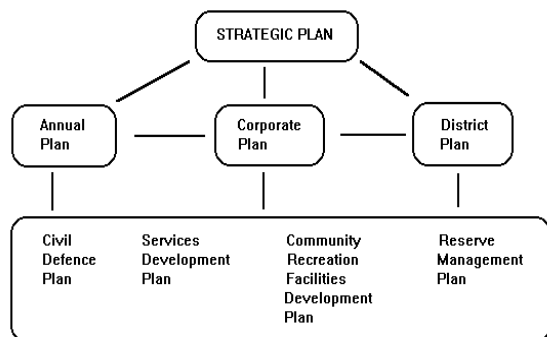 STRATEGIC PLAN
Annual
Plan
Corporate
Plan
District
Plan
Civil
Defence
Plan
Services
Development
Plan
Community
Recreation
Facilities
Development
Plan
Reserve
Management
Plan